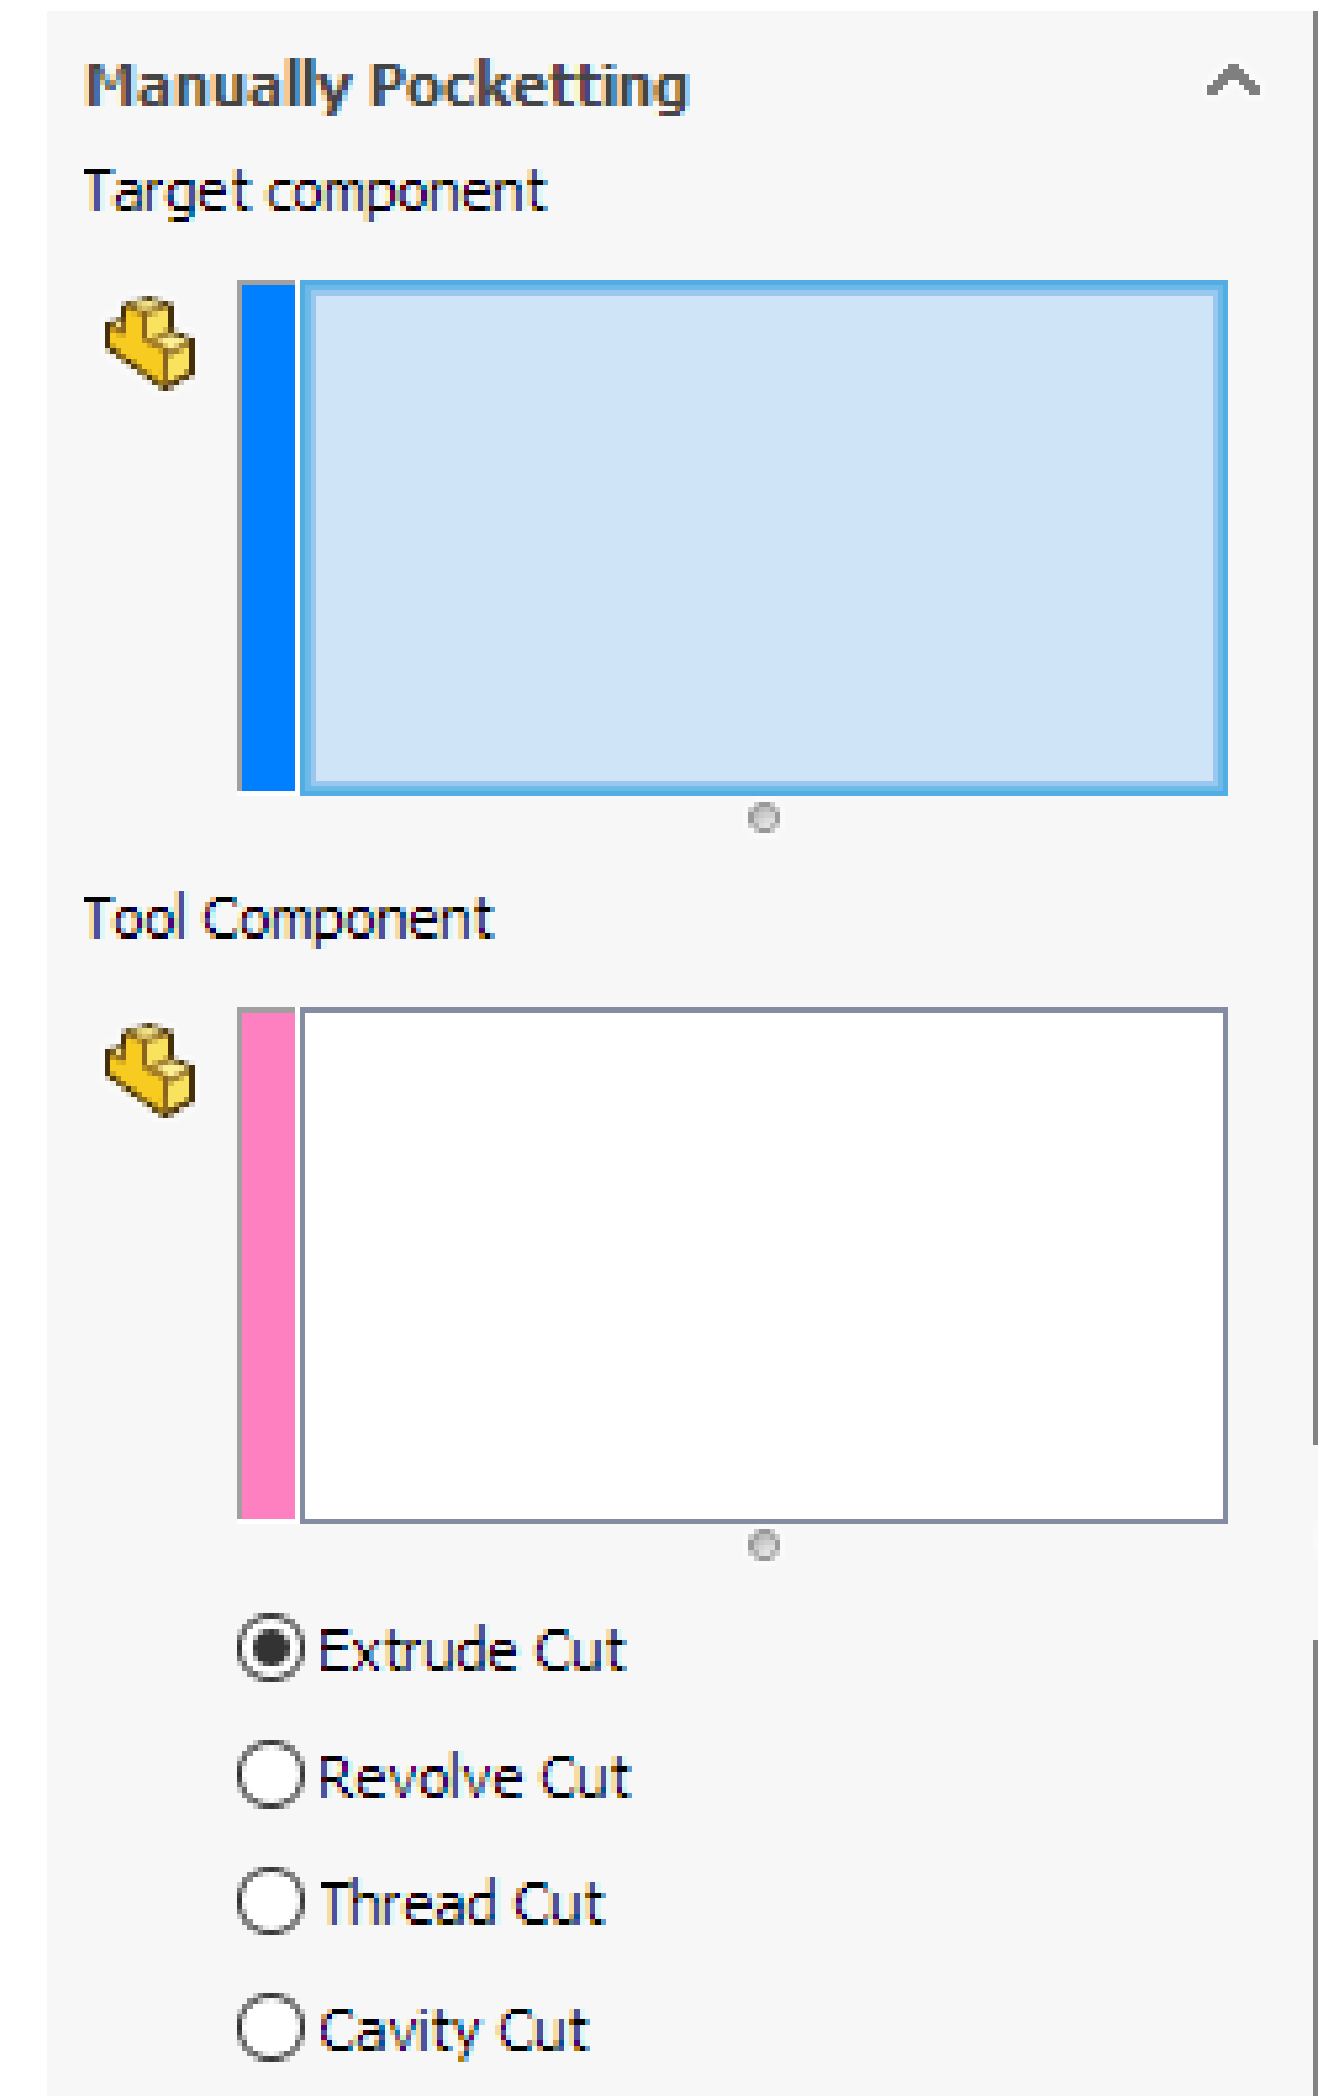 Manually Pocketting
Target component
Tool Component
Extrude Cut
Revolve Cut
Thread Cut
Cavity Cut